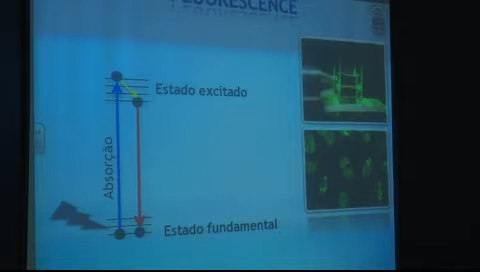 FLUORESCENCE
Estado excitado
Absorção
Estado fundamental